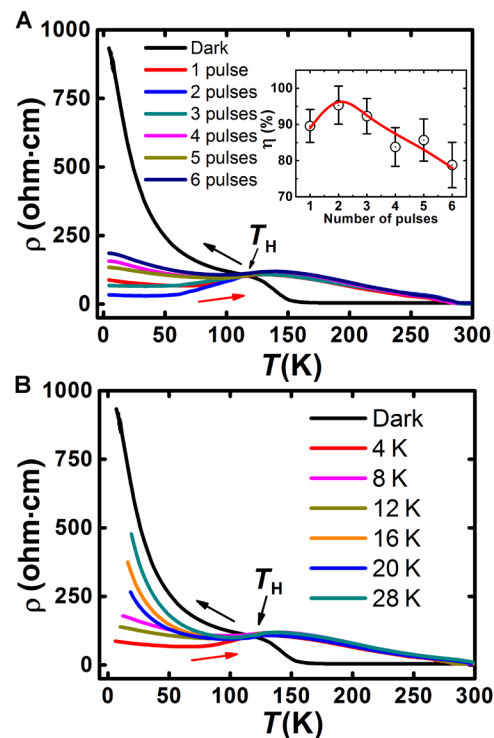 A
1000
750
500
250
0
ρ (ohm·cm)
Dark
1 pulse
2 pulses
3 pulses
4 pulses
5 pulses
6 pulses
100
90
80
70
η (%)
1 2 3 4 5 6
Number of pulses
TH
0 50 100 150 200 250 300
T(K)
B
1000
750
500
250
0
ρ (ohm·cm)
Dark
4 K
8 K
12 K
16 K
20 K
28 K
TH
0 50 100 150 200 250 300
T(K)